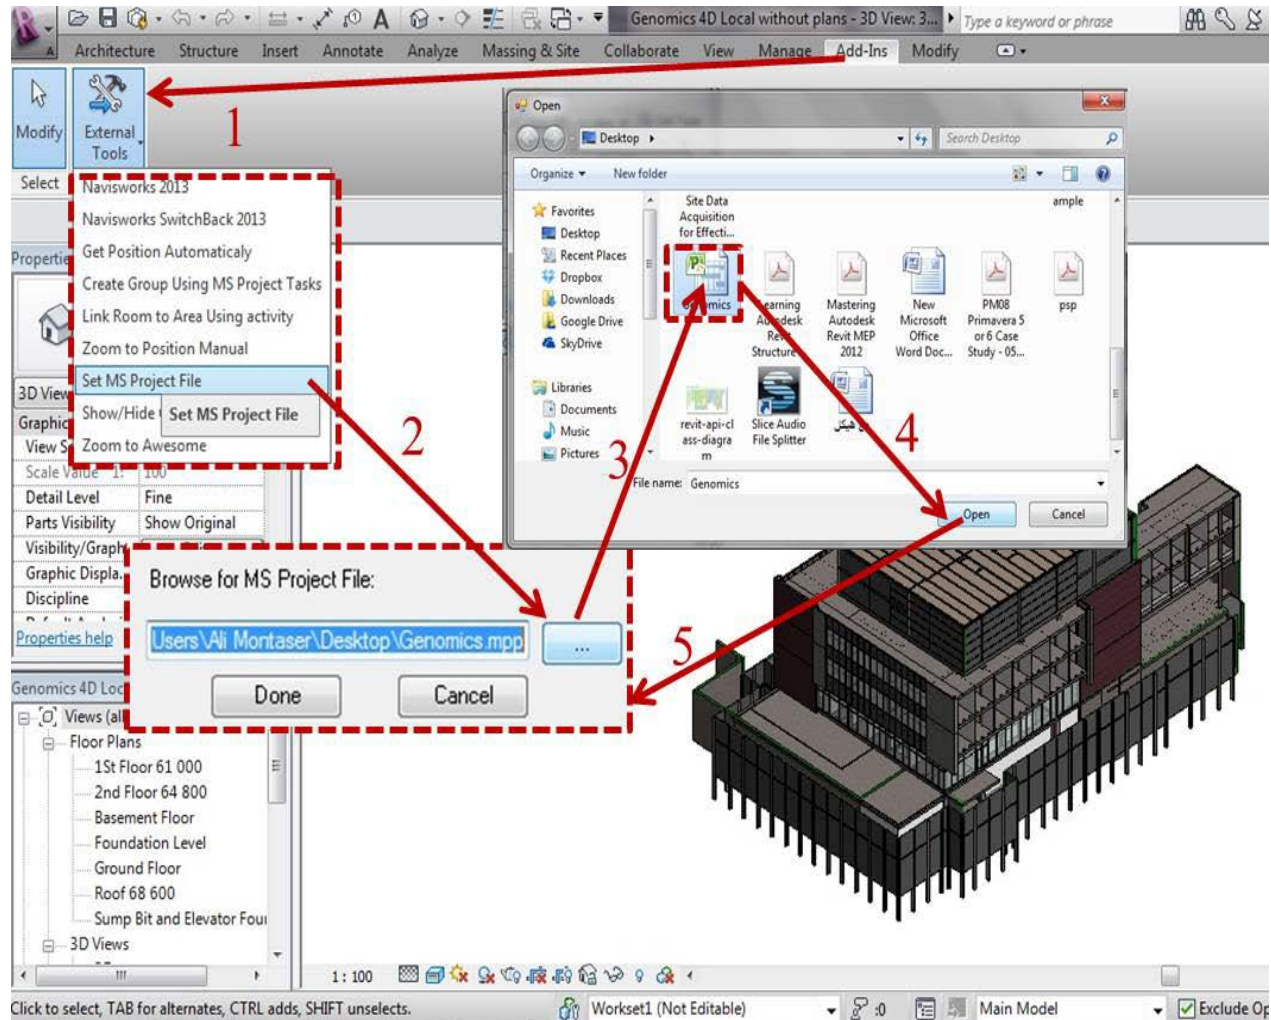 Genomics 4D Local without plans - 3D View: 3...
Type a keyword or phrase
Architecture Structure Insert Annotate Analyze Massing & Site Collaborate View Manage Add-Ins Modify
Modify
External
Tools
Select
1
Navisworks 2013
Navisworks SwitchBack 2013
Get Position Automaticaly
Create Group Using MS Project Tasks
Link Room to Area Using activity
Zoom to Position Manual
Set MS Project File
Show/Hide
Set MS Project File
Zoom to Awesome
2
Open
Desktop
Search Desktop
Organize
New folder
Favorites
Desktop
Recent Places
Dropbox
Downloads
Google Drive
SkyDrive
Libraries
Documents
Music
Pictures
Site Data
Acquisition
for Effecti...
ample
Genomics
Learning
Autodesk
Revit
Structure
Mastering
Autodesk
Revit MEP
2012
New
Microsoft
Office
Word Doc...
PM08
Primavera 5
or 6 Case
Study - 05...
psp
revit-api-cl
ass-diagra
m
Slice Audio
File Splitter
3
4
File name: Genomics
Open
Cancel
Propertie
3D View
Graphic
View S
Scale Value 1: 100
Detail Level Fine
Parts Visibility Show Original
Visibility/Graph
Graphic Displa..
Discipline
Properties help
Browse for MS Project File:
Users\Ali Montaser\Desktop\Genomics.mpp
...
Done
Cancel
5
Genomics 4D Loc
Views (al
Floor Plans
1St Floor 61 000
2nd Floor 64 800
Basement Floor
Foundation Level
Ground Floor
Roof 68 600
Sump Bit and Elevator Four
3D Views
1 : 100
Click to select, TAB for alternates, CTRL adds, SHIFT unselects.
Workset1 (Not Editable)
:0
Main Model
Exclude Op